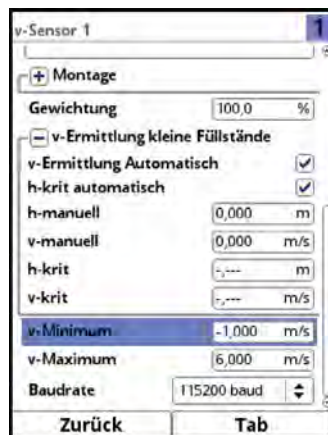 v-Sensor 1 1
+ Montage
Gewichtung 100,0 %
− v-Ermittlung kleine Füllstände
v-Ermittlung Automatisch
h-krit automatisch
h-manuell 0,000 m
v-manuell 0,000 m/s
h-krit -,--- m
v-krit -,--- m/s
v-Minimum -1,000 m/s
v-Maximum 6,000 m/s
Baudrate 115200 baud
Zurück Tab